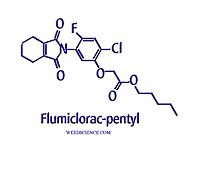 O
F
N
Cl
O
O
O
O
Flumiclorac-pentyl
WEEDSCIENCE.COM